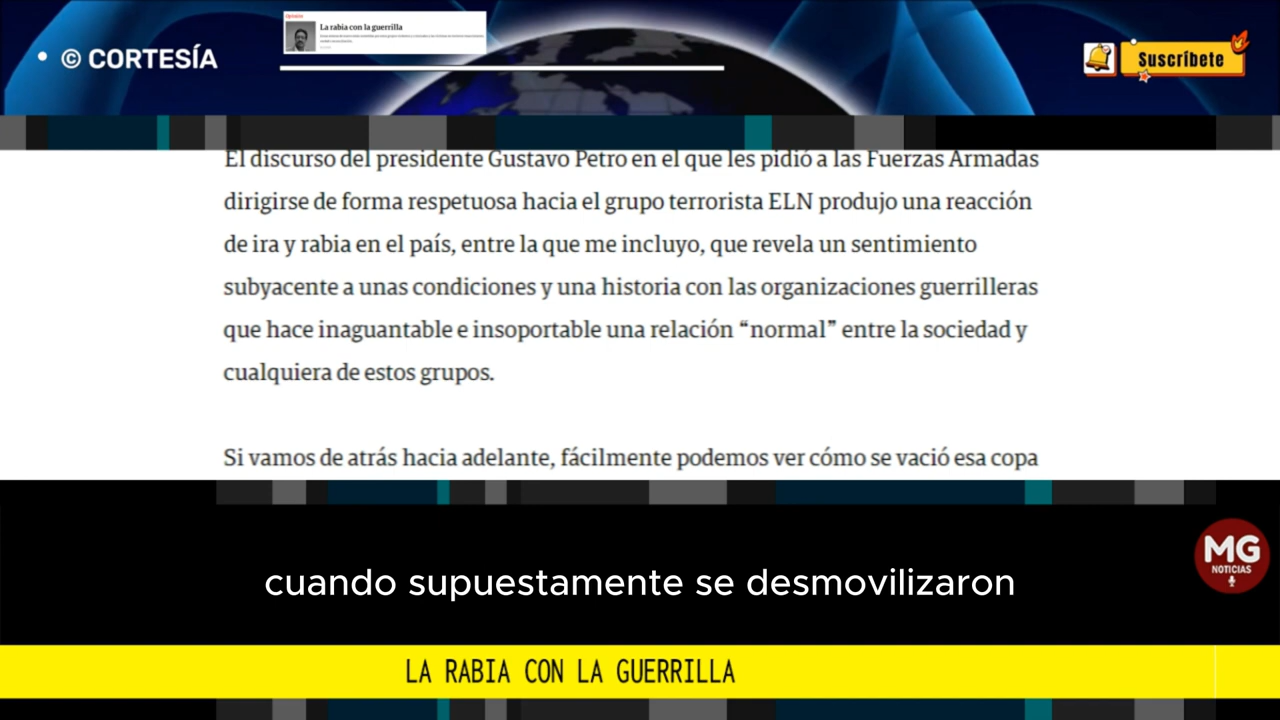 © CORTESÍA
Opinión
La rabia con la guerrilla
Suscríbete
El discurso del presidente Gustavo Petro en el que les pidió a las Fuerzas Armadas
dirigirse de forma respetuosa hacia el grupo terrorista ELN produjo una reacción
de ira y rabia en el país, entre la que me incluyo, que revela un sentimiento
subyacente a unas condiciones y una historia con las organizaciones guerrilleras
que hace inaguantable e insoportable una relación “normal” entre la sociedad y
cualquiera de estos grupos.
Si vamos de atrás hacia adelante, fácilmente podemos ver cómo se vació esa copa
cuando supuestamente se desmovilizaron
MG
NOTICIAS
LA RABIA CON LA GUERRILLA